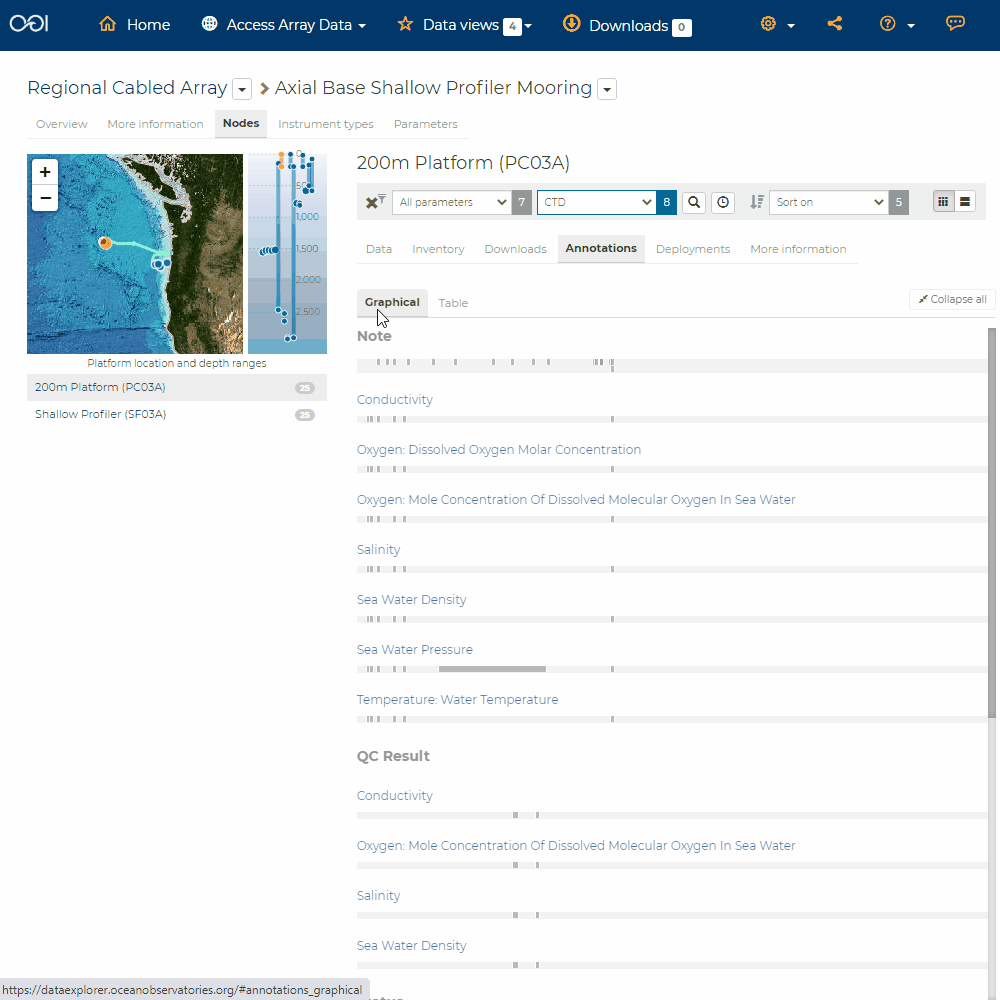 OOI Home Access Array Data Data views 4 Downloads 0
Regional Cabled Array Axial Base Shallow Profiler Mooring
Overview More information Nodes Instrument types Parameters
+
−
0
500
1,000
1,500
2,000
2,500
Platform location and depth ranges
200m Platform (PC03A) 25
Shallow Profiler (SF03A) 25
200m Platform (PC03A)
All parameters 7 CTD 8 Sort on 5
Data Inventory Downloads Annotations Deployments More information
Graphical Table Collapse all
Note
Conductivity
Oxygen: Dissolved Oxygen Molar Concentration
Oxygen: Mole Concentration Of Dissolved Molecular Oxygen In Sea Water
Salinity
Sea Water Density
Sea Water Pressure
Temperature: Water Temperature
QC Result
Conductivity
Oxygen: Mole Concentration Of Dissolved Molecular Oxygen In Sea Water
Salinity
Sea Water Density
https://dataexplorer.oceanobservatories.org/#annotations_graphical